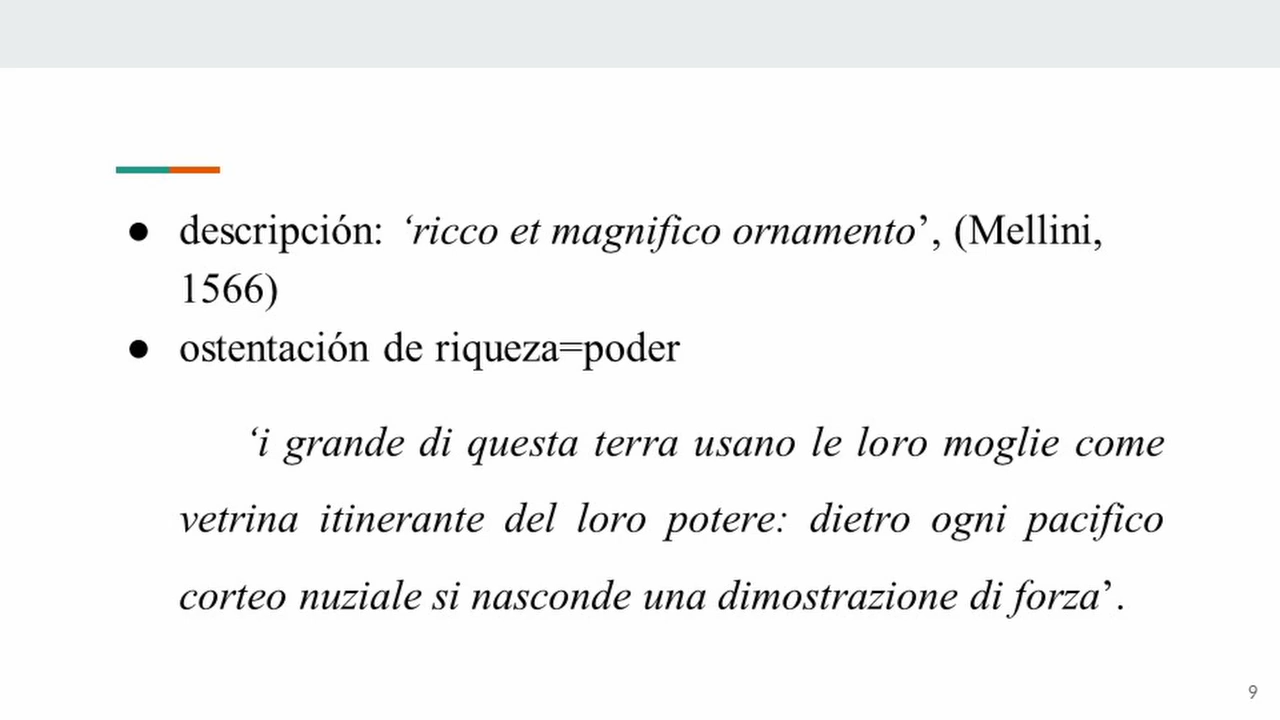 ● descripción: ‘ricco et magnifico ornamento’, (Mellini,
1566)
● ostentación de riqueza=poder
‘i grande di questa terra usano le loro moglie come
vetrina itinerante del loro potere: dietro ogni pacifico
corteo nuziale si nasconde una dimostrazione di forza’.
9